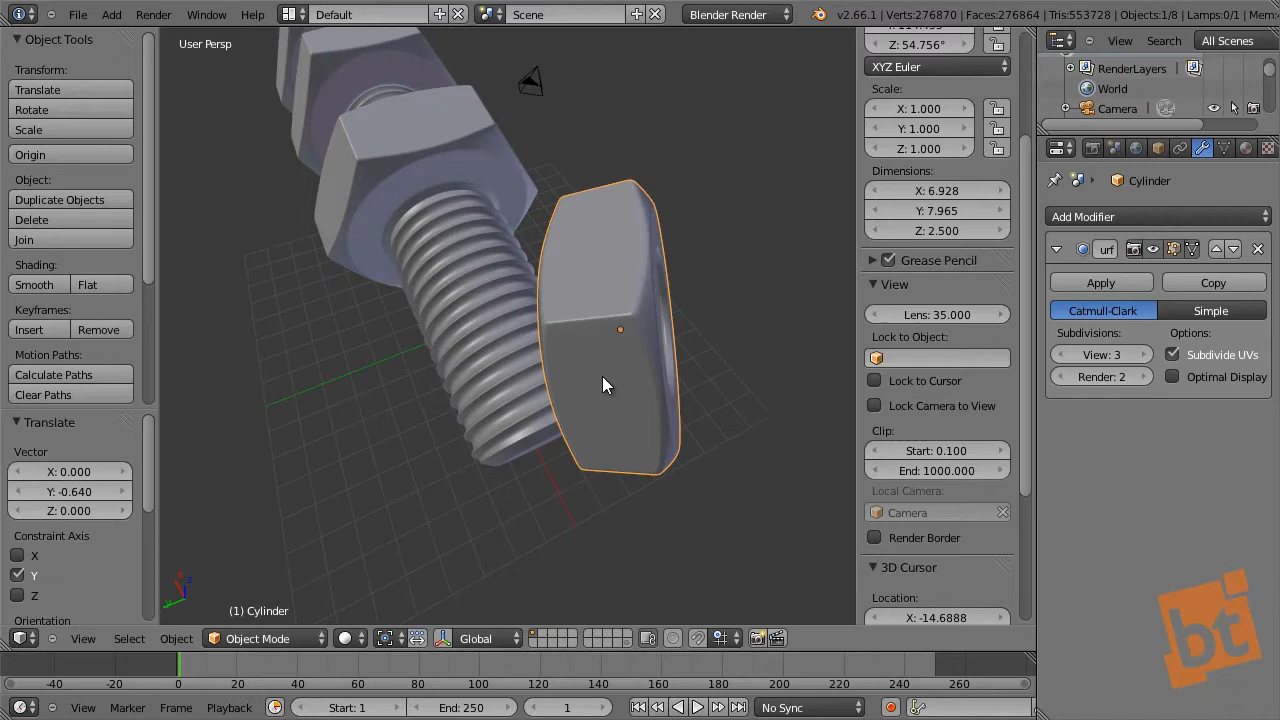 File Add Render Window Help Default Scene Blender Render v2.66.1 | Verts:276870 | Faces:276864 | Tris:553728 | Objects:1/8 | Lamps:0/1 |
Object Tools
Transform:
Translate
Rotate
Scale
Origin
Object:
Duplicate Objects
Delete
Join
Shading:
Smooth Flat
Keyframes:
Insert Remove
Motion Paths:
Calculate Paths
Clear Paths
Translate
Vector
X: 0.000
Y: -0.640
Z: 0.000
Constraint Axis
X
Y
Z
Orientation
User Persp
(1) Cylinder
Z: 54.756°
XYZ Euler
Scale:
X: 1.000
Y: 1.000
Z: 1.000
Dimensions:
X: 6.928
Y: 7.965
Z: 2.500
Grease Pencil
View
Lens: 35.000
Lock to Object:
Lock to Cursor
Lock Camera to View
Clip:
Start: 0.100
End: 1000.000
Local Camera:
Camera
Render Border
3D Cursor
Location:
X: -14.6888
View Search All Scenes
RenderLayers
World
Camera
Cylinder
Add Modifier
urf
Apply Copy
Catmull-Clark Simple
Subdivisions: Options:
View: 3 Subdivide UVs
Render: 2 Optimal Display
bt
View Select Object Object Mode Global
-40 -20 0 20 40 60 80 100 120 140 160 180 200 220 240 260
View Marker Frame Playback Start: 1 End: 250 1 No Sync